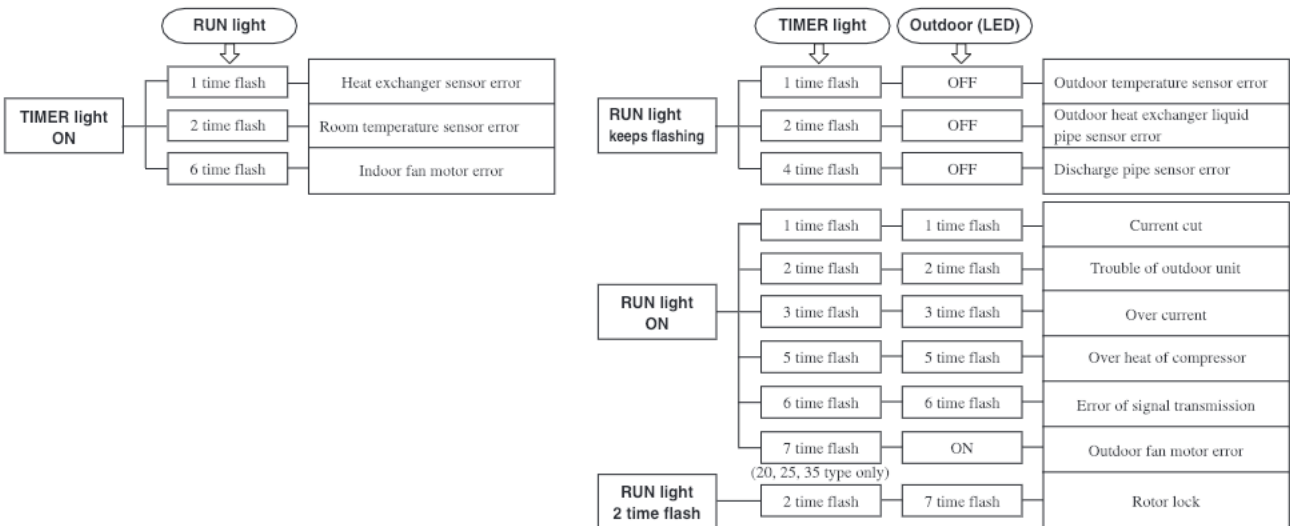 RUN light
TIMER light
ON
1 time flash
Heat exchanger sensor error
2 time flash
Room temperature sensor error
6 time flash
Indoor fan motor error
TIMER light
Outdoor (LED)
RUN light
keeps flashing
1 time flash
OFF
Outdoor temperature sensor error
2 time flash
OFF
Outdoor heat exchanger liquid
pipe sensor error
4 time flash
OFF
Discharge pipe sensor error
RUN light
ON
1 time flash
1 time flash
Current cut
2 time flash
2 time flash
Trouble of outdoor unit
3 time flash
3 time flash
Over current
5 time flash
5 time flash
Over heat of compressor
6 time flash
6 time flash
Error of signal transmission
7 time flash
ON
Outdoor fan motor error
(20, 25, 35 type only)
RUN light
2 time flash
2 time flash
7 time flash
Rotor lock